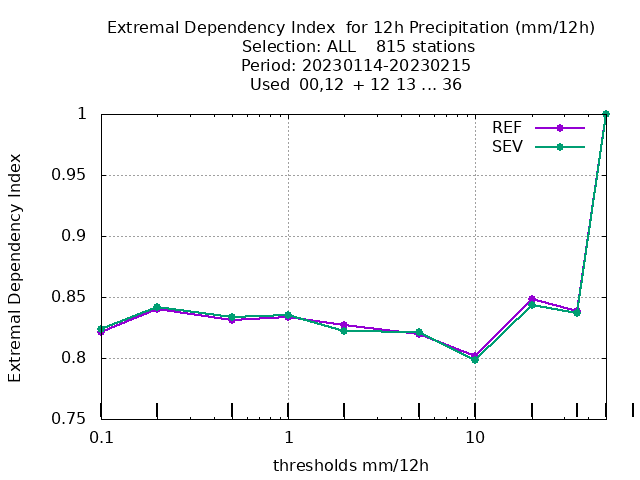 Extremal Dependency Index  for 12h Precipitation (mm/12h)
Selection: ALL    815 stations
Period: 20230114-20230215
Used  00,12  + 12 13 ... 36
REF
SEV
1
0.95
0.9
0.85
0.8
0.75
Extremal Dependency Index
0.1
1
10
thresholds mm/12h